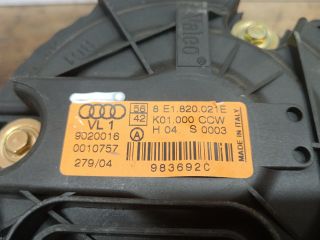 Valeo
56
42
8 E1.820.021E
K01.000 CCW
H 04 S 0003
A
VL 1
9020016
0010757
279/04
983692C
MADE IN ITALY